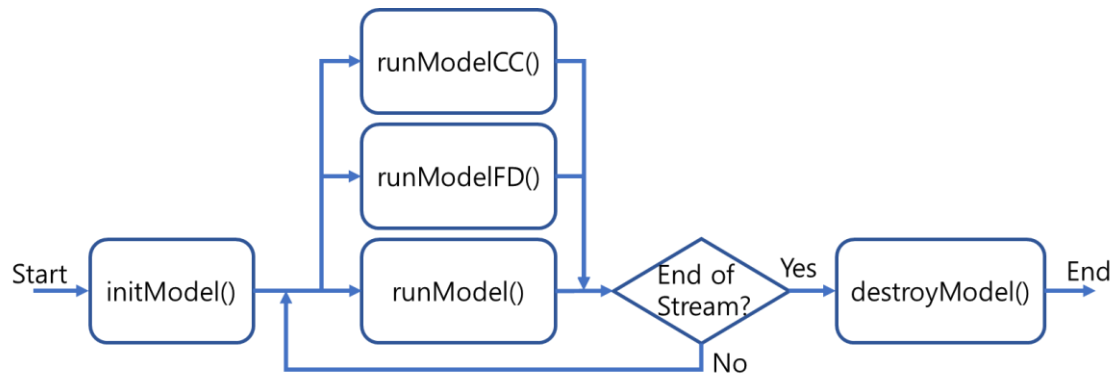 runModelCC()
runModelFD()
Start
initModel()
runModel()
End of
Stream?
Yes
destroyModel()
End
No